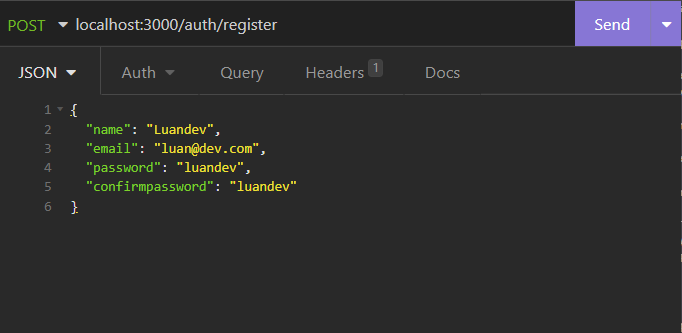 POST localhost:3000/auth/register Send
JSON Auth Query Headers 1 Docs
1 {
2 "name": "Luandev",
3 "email": "luan@dev.com",
4 "password": "luandev",
5 "confirmpassword": "luandev"
6 }